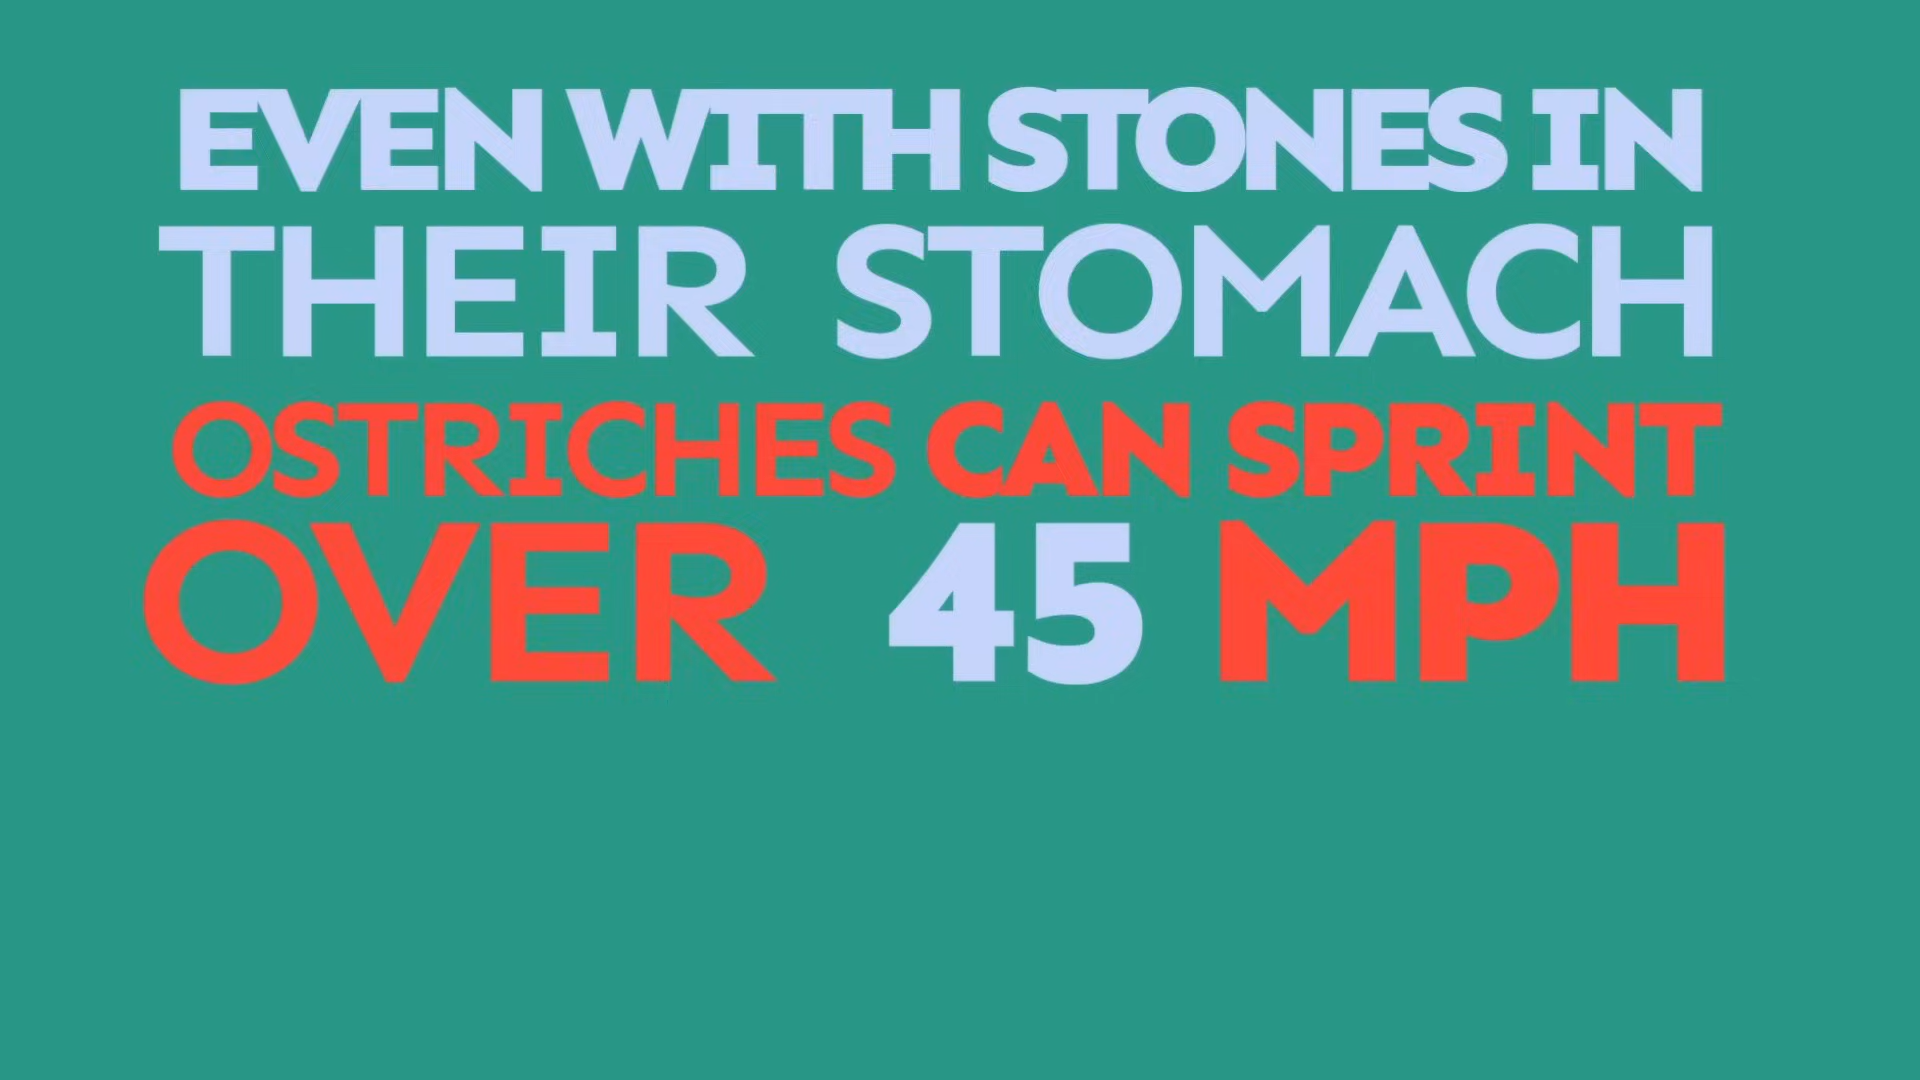 EVEN WITH STONES IN
THEIR STOMACH
OSTRICHES CAN SPRINT
OVER 45 MPH